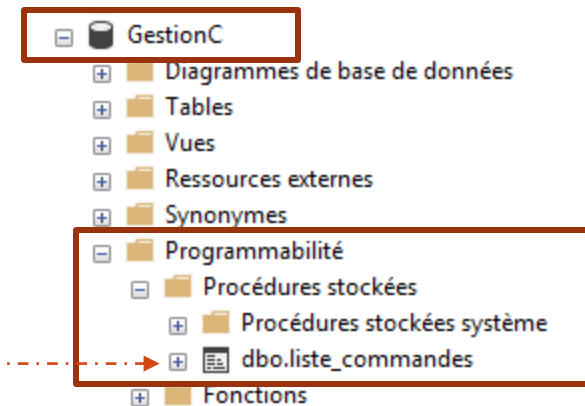 GestionC
Diagrammes de base de données
Tables
Vues
Ressources externes
Synonymes
Programmabilité
Procédures stockées
Procédures stockées système
dbo.liste_commandes
Fonctions